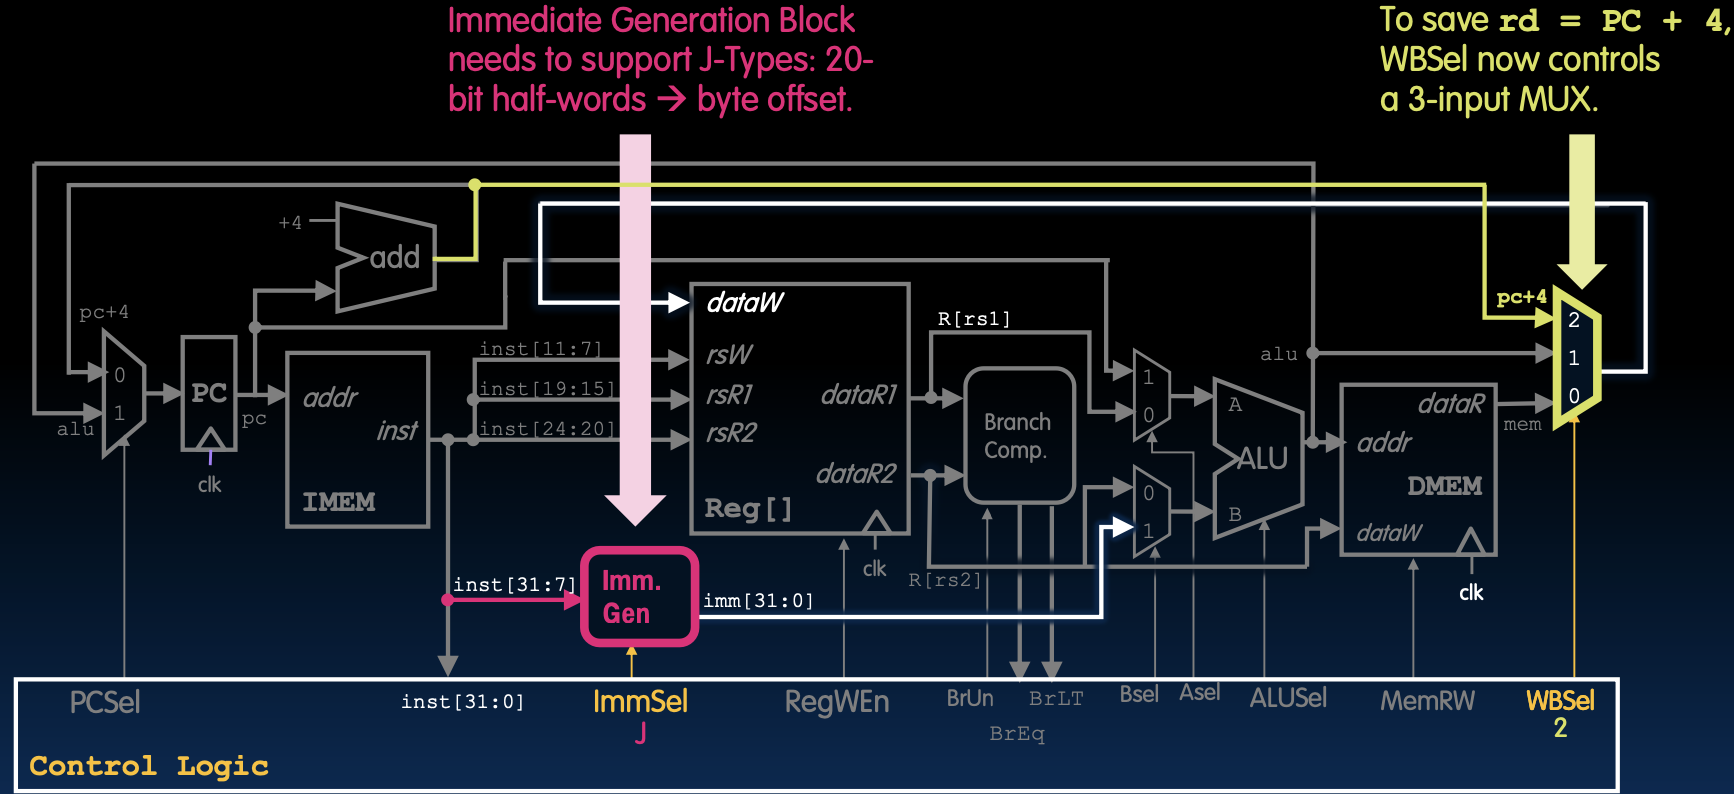 Immediate Generation Block
needs to support J-Types: 20-
bit half-words → byte offset.
To save rd = PC + 4,
WBSel now controls
a 3-input MUX.
+4
add
pc+4
0
1
alu
PC
clk
pc
addr
inst
IMEM
inst[11:7]
inst[19:15]
inst[24:20]
dataW
rsW
rsR1
rsR2
dataR1
dataR2
Reg[]
clk
R[rs1]
R[rs2]
Branch
Comp.
1
0
0
1
A
B
ALU
alu
addr
dataR
DMEM
dataW
clk
mem
pc+4
2
1
0
inst[31:7]
Imm.
Gen
imm[31:0]
PCSel
inst[31:0]
ImmSel
J
RegWEn
BrUn
BrEq
BrLT
Bsel
Asel
ALUSel
MemRW
WBSel
2
Control Logic